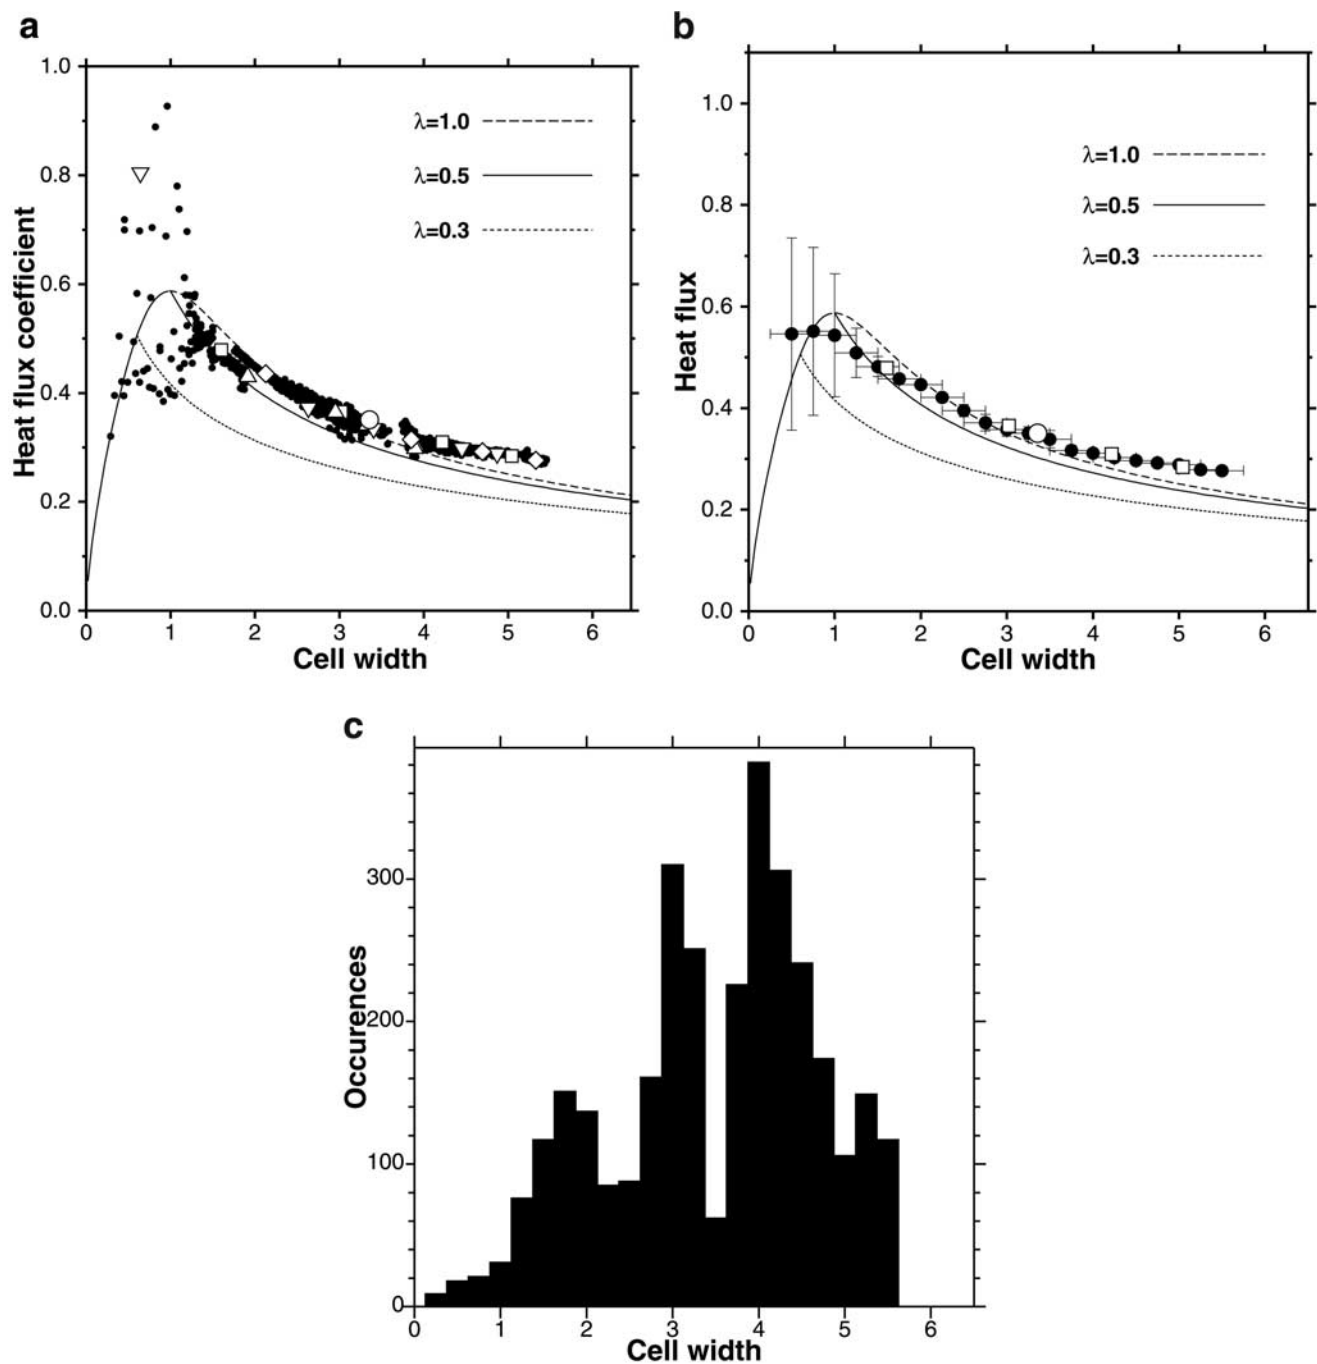 a
1.0
0.8
0.6
0.4
0.2
0.0
Heat flux coefficient
λ=1.0
λ=0.5
λ=0.3
0 1 2 3 4 5 6
Cell width
b
1.0
0.8
0.6
0.4
0.2
0.0
Heat flux
λ=1.0
λ=0.5
λ=0.3
0 1 2 3 4 5 6
Cell width
c
300
200
100
0
Occurences
0 1 2 3 4 5 6
Cell width